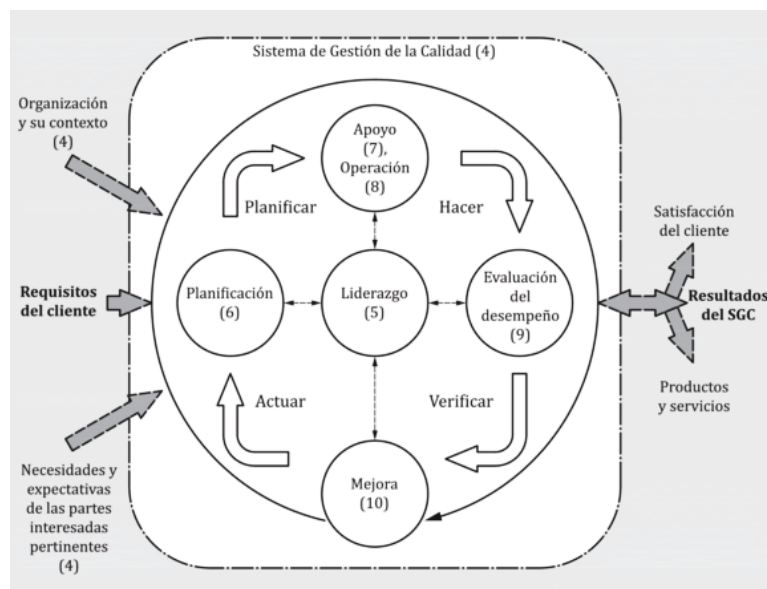 Sistema de Gestión de la Calidad (4)
Organización
y su contexto
(4)
Apoyo
(7),
Operación
(8)
Planificar
Hacer
Satisfacción
del cliente
Requisitos
del cliente
Planificación
(6)
Liderazgo
(5)
Evaluación
del
desempeño
(9)
Resultados
del SGC
Actuar
Verificar
Productos
y servicios
Necesidades y
expectativas
de las partes
interesadas
pertinentes
(4)
Mejora
(10)